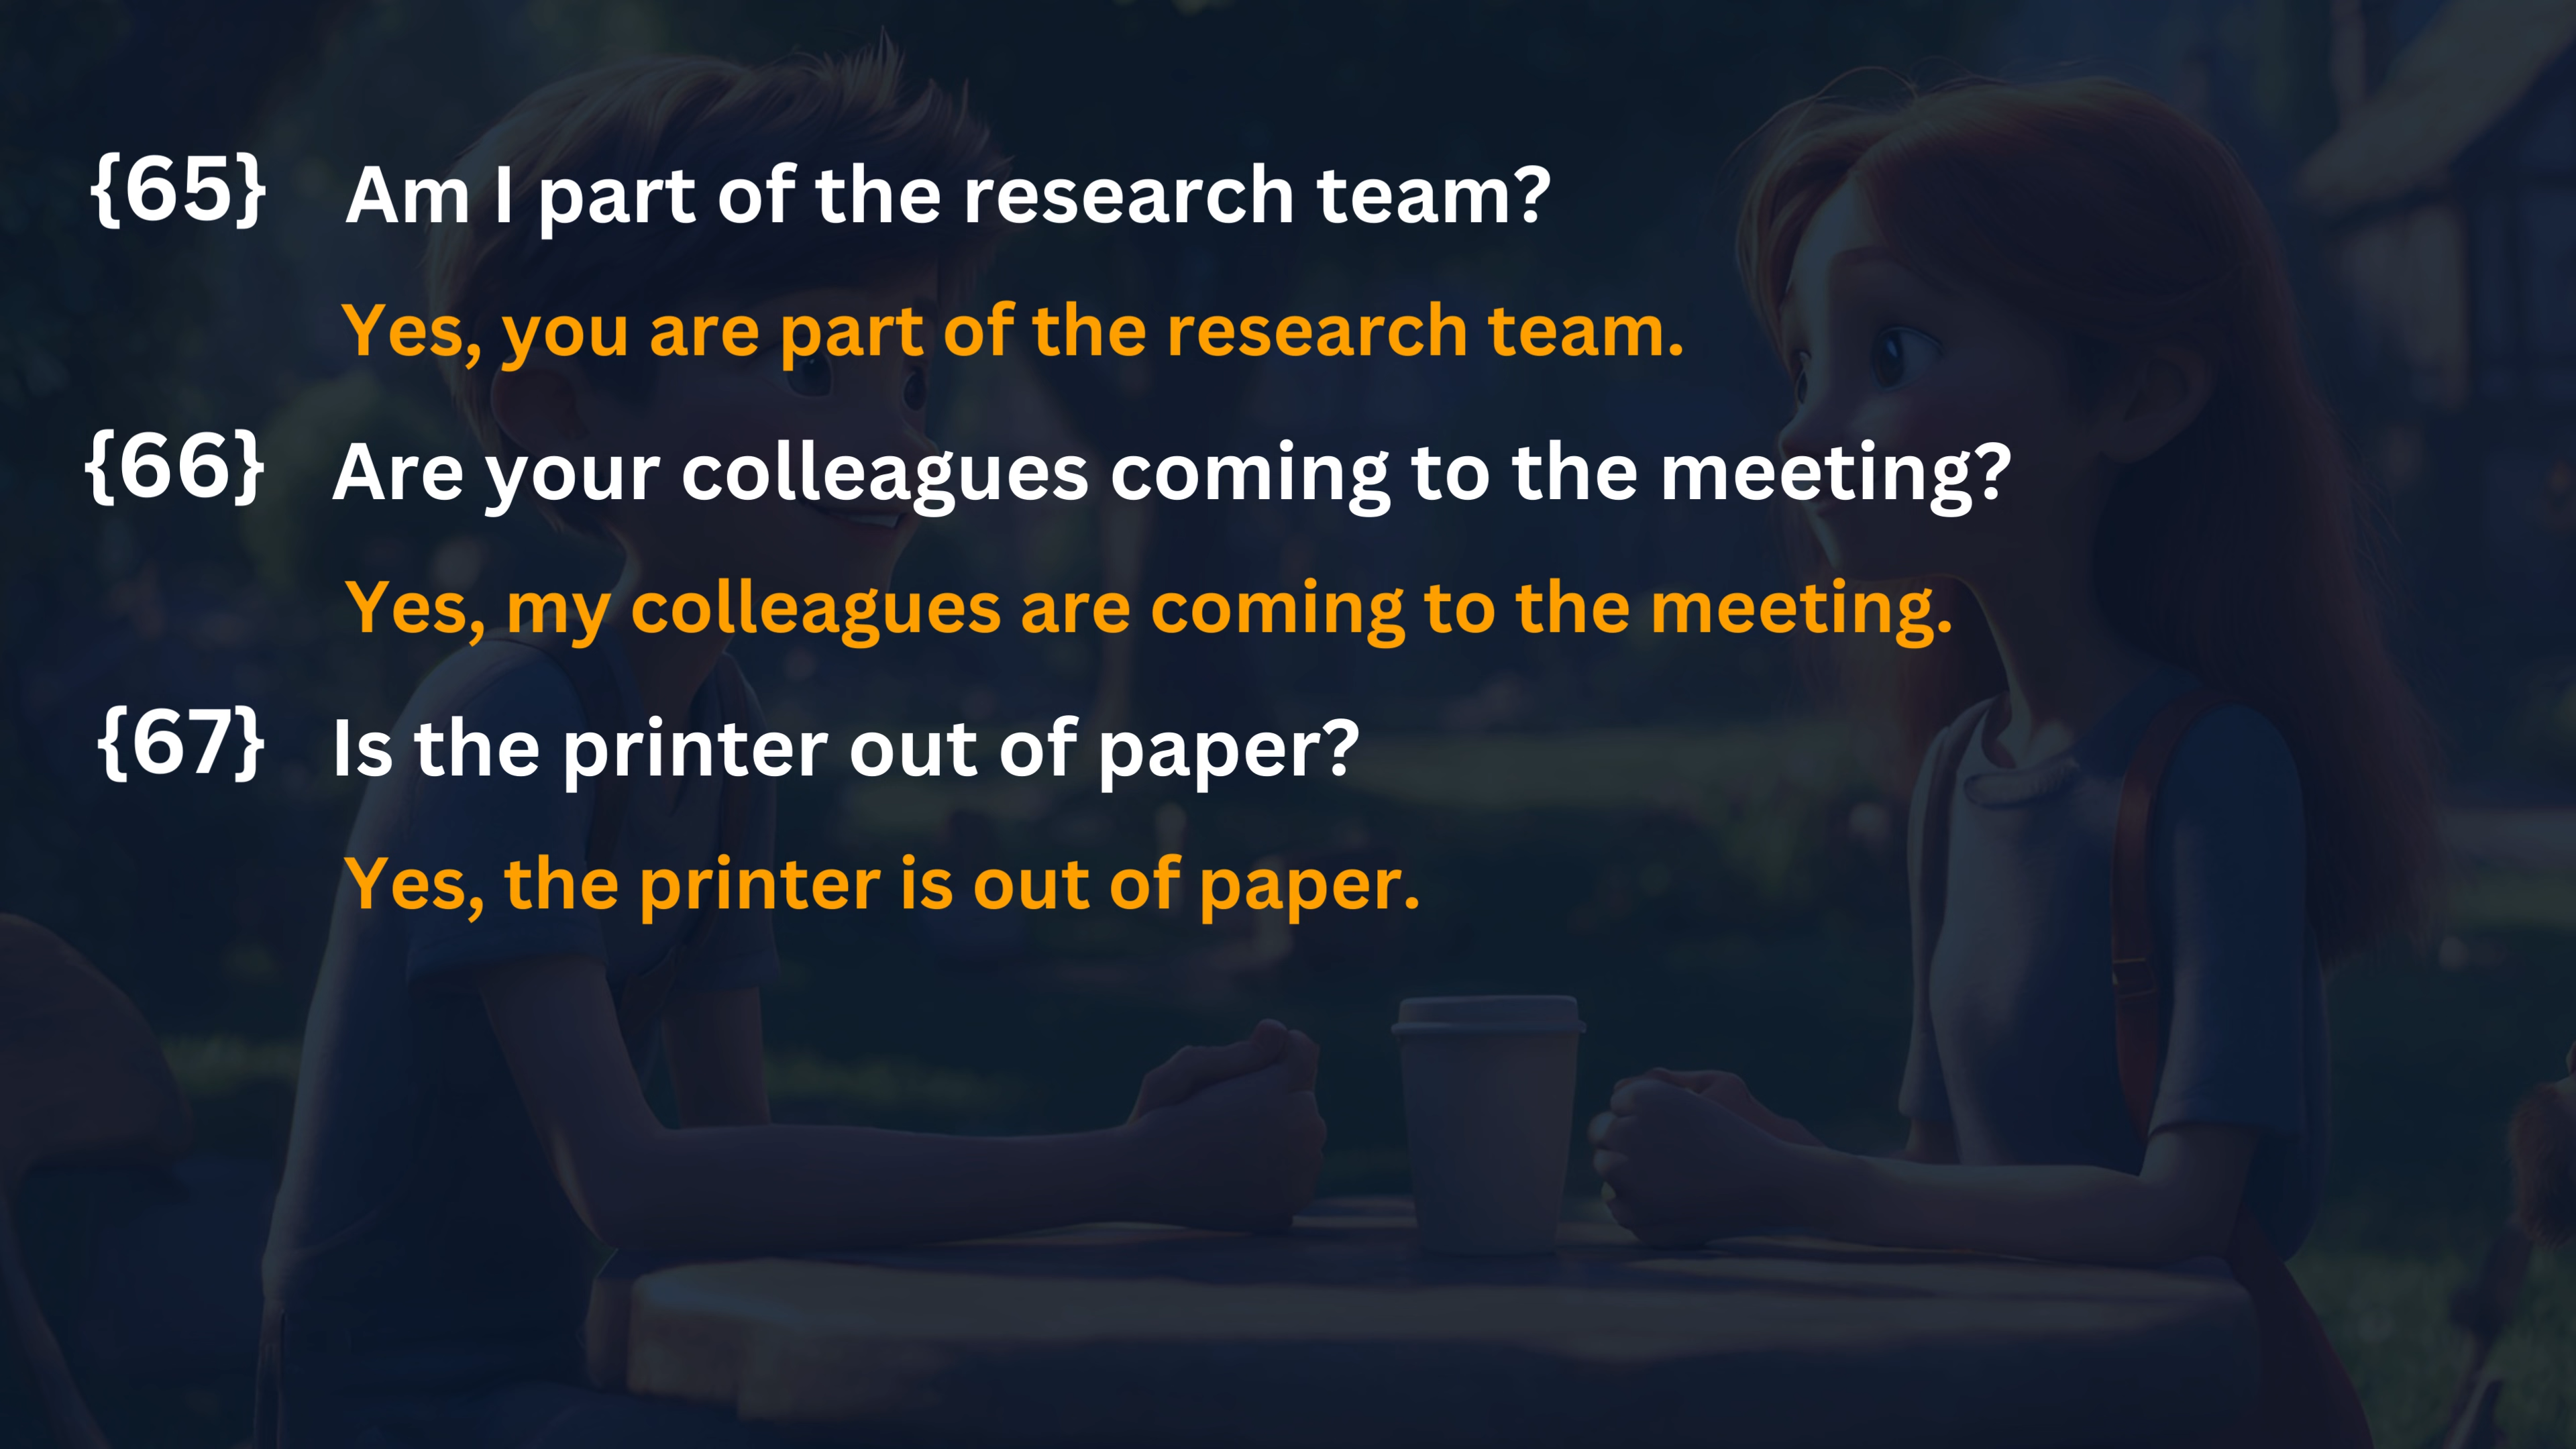 {65} Am I part of the research team?
Yes, you are part of the research team.
{66} Are your colleagues coming to the meeting?
Yes, my colleagues are coming to the meeting.
{67} Is the printer out of paper?
Yes, the printer is out of paper.